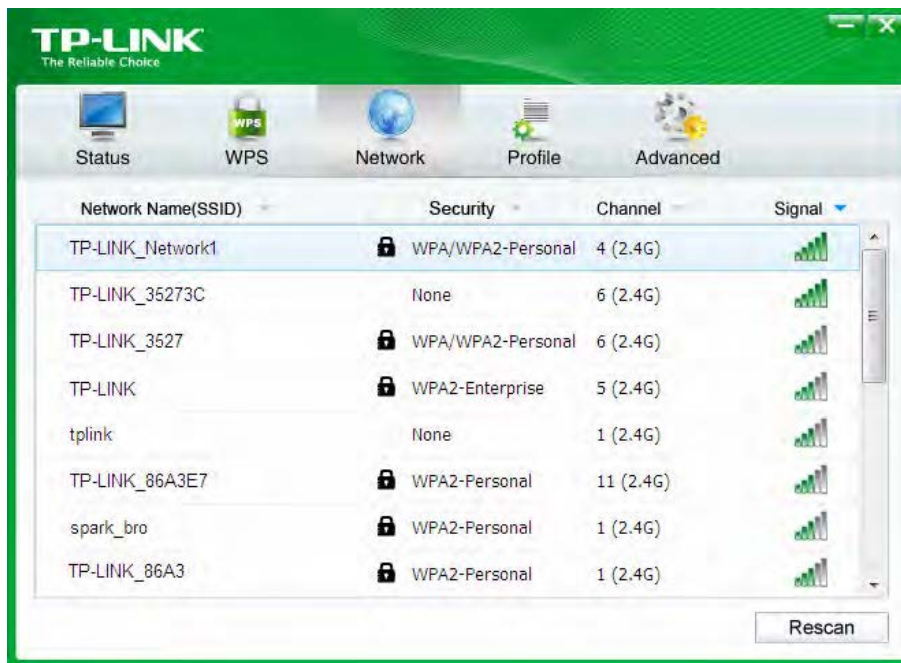 TP-LINK
The Reliable Choice
WPS
Status WPS Network Profile Advanced
Network Name(SSID) Security Channel Signal
TP-LINK_Network1 WPA/WPA2-Personal 4 (2.4G)
TP-LINK_35273C None 6 (2.4G)
TP-LINK_3527 WPA/WPA2-Personal 6 (2.4G)
TP-LINK WPA2-Enterprise 5 (2.4G)
tplink None 1 (2.4G)
TP-LINK_86A3E7 WPA2-Personal 11 (2.4G)
spark_bro WPA2-Personal 1 (2.4G)
TP-LINK_86A3 WPA2-Personal 1 (2.4G)
Rescan